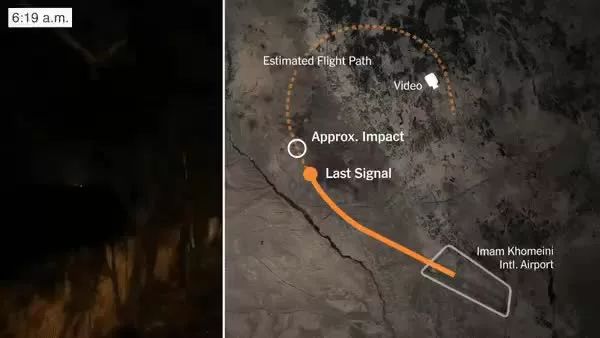 6:19 a.m.
Estimated Flight Path
Video
Approx. Impact
Last Signal
Imam Khomeini
Intl. Airport